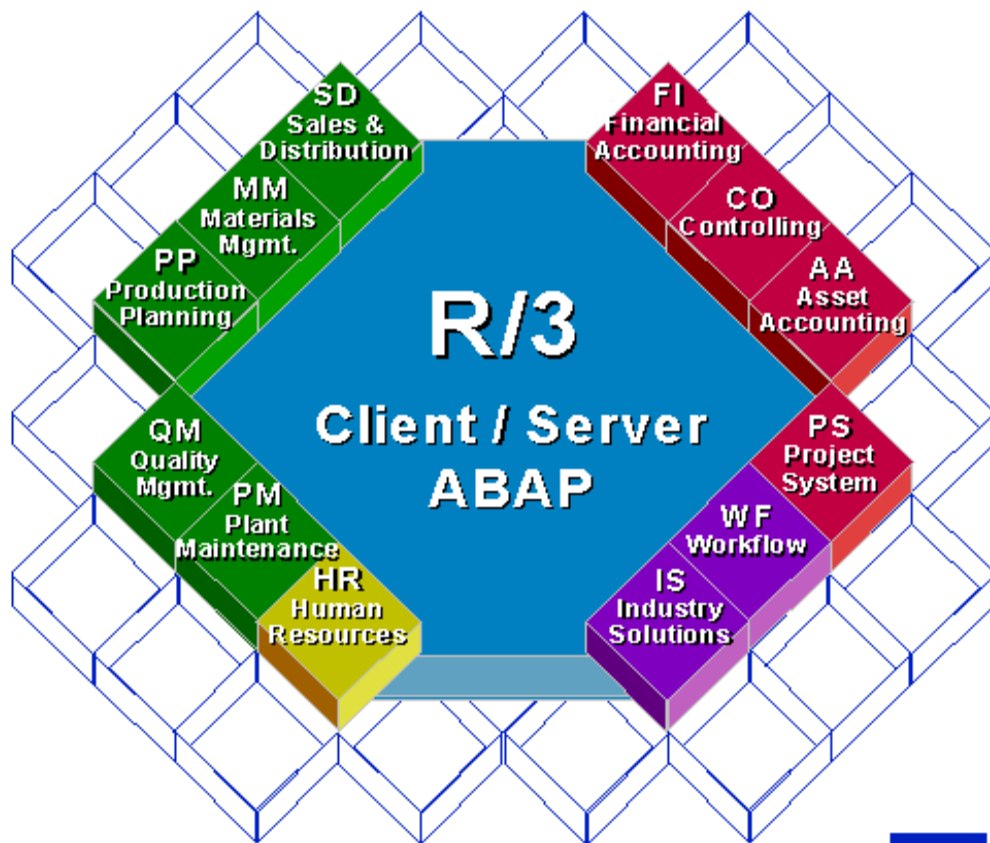 SD
Sales &
Distribution
MM
Materials
Mgmt.
PP
Production
Planning
FI
Financial
Accounting
CO
Controlling
AA
Asset
Accounting
R/3
Client / Server
ABAP
QM
Quality
Mgmt.
PM
Plant
Maintenance
HR
Human
Resources
PS
Project
System
WF
Workflow
IS
Industry
Solutions